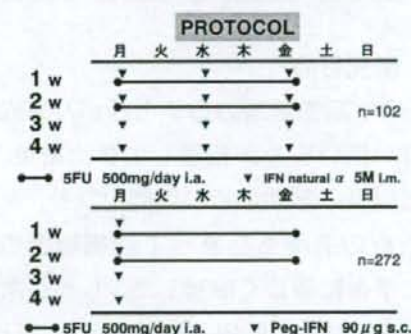 PROTOCOL
月 火 水 木 金 土 日
1 w
2 w
n=102
3 w
4 w
5FU 500mg/day i.a. ▼ IFN natural α 5M i.m.
月 火 水 木 金 土 日
1 w
2 w
n=272
3 w
4 w
5FU 500mg/day i.a. ▼ Peg-IFN 90μg s.c.